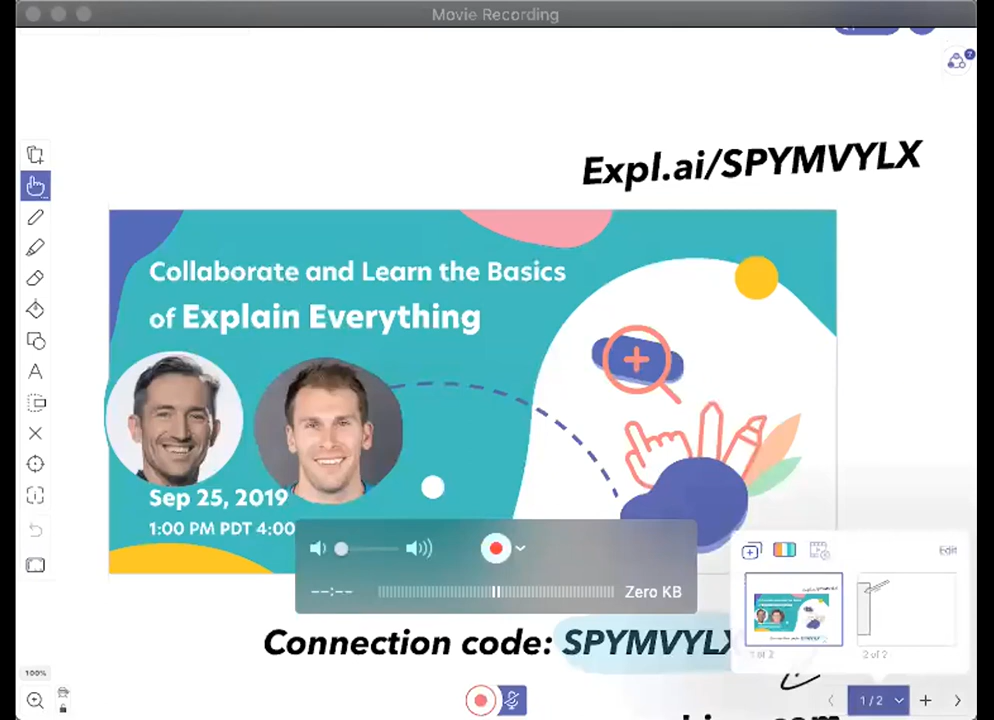 Movie Recording
7
Expl.ai/SPYMVYLX
Collaborate and Learn the Basics
of Explain Everything
Sep 25, 2019
1:00 PM PDT 4:00
--:--
Zero KB
Edit
1 of 2
2 of 2
Connection code: SPYMVYLX
100%
1/2